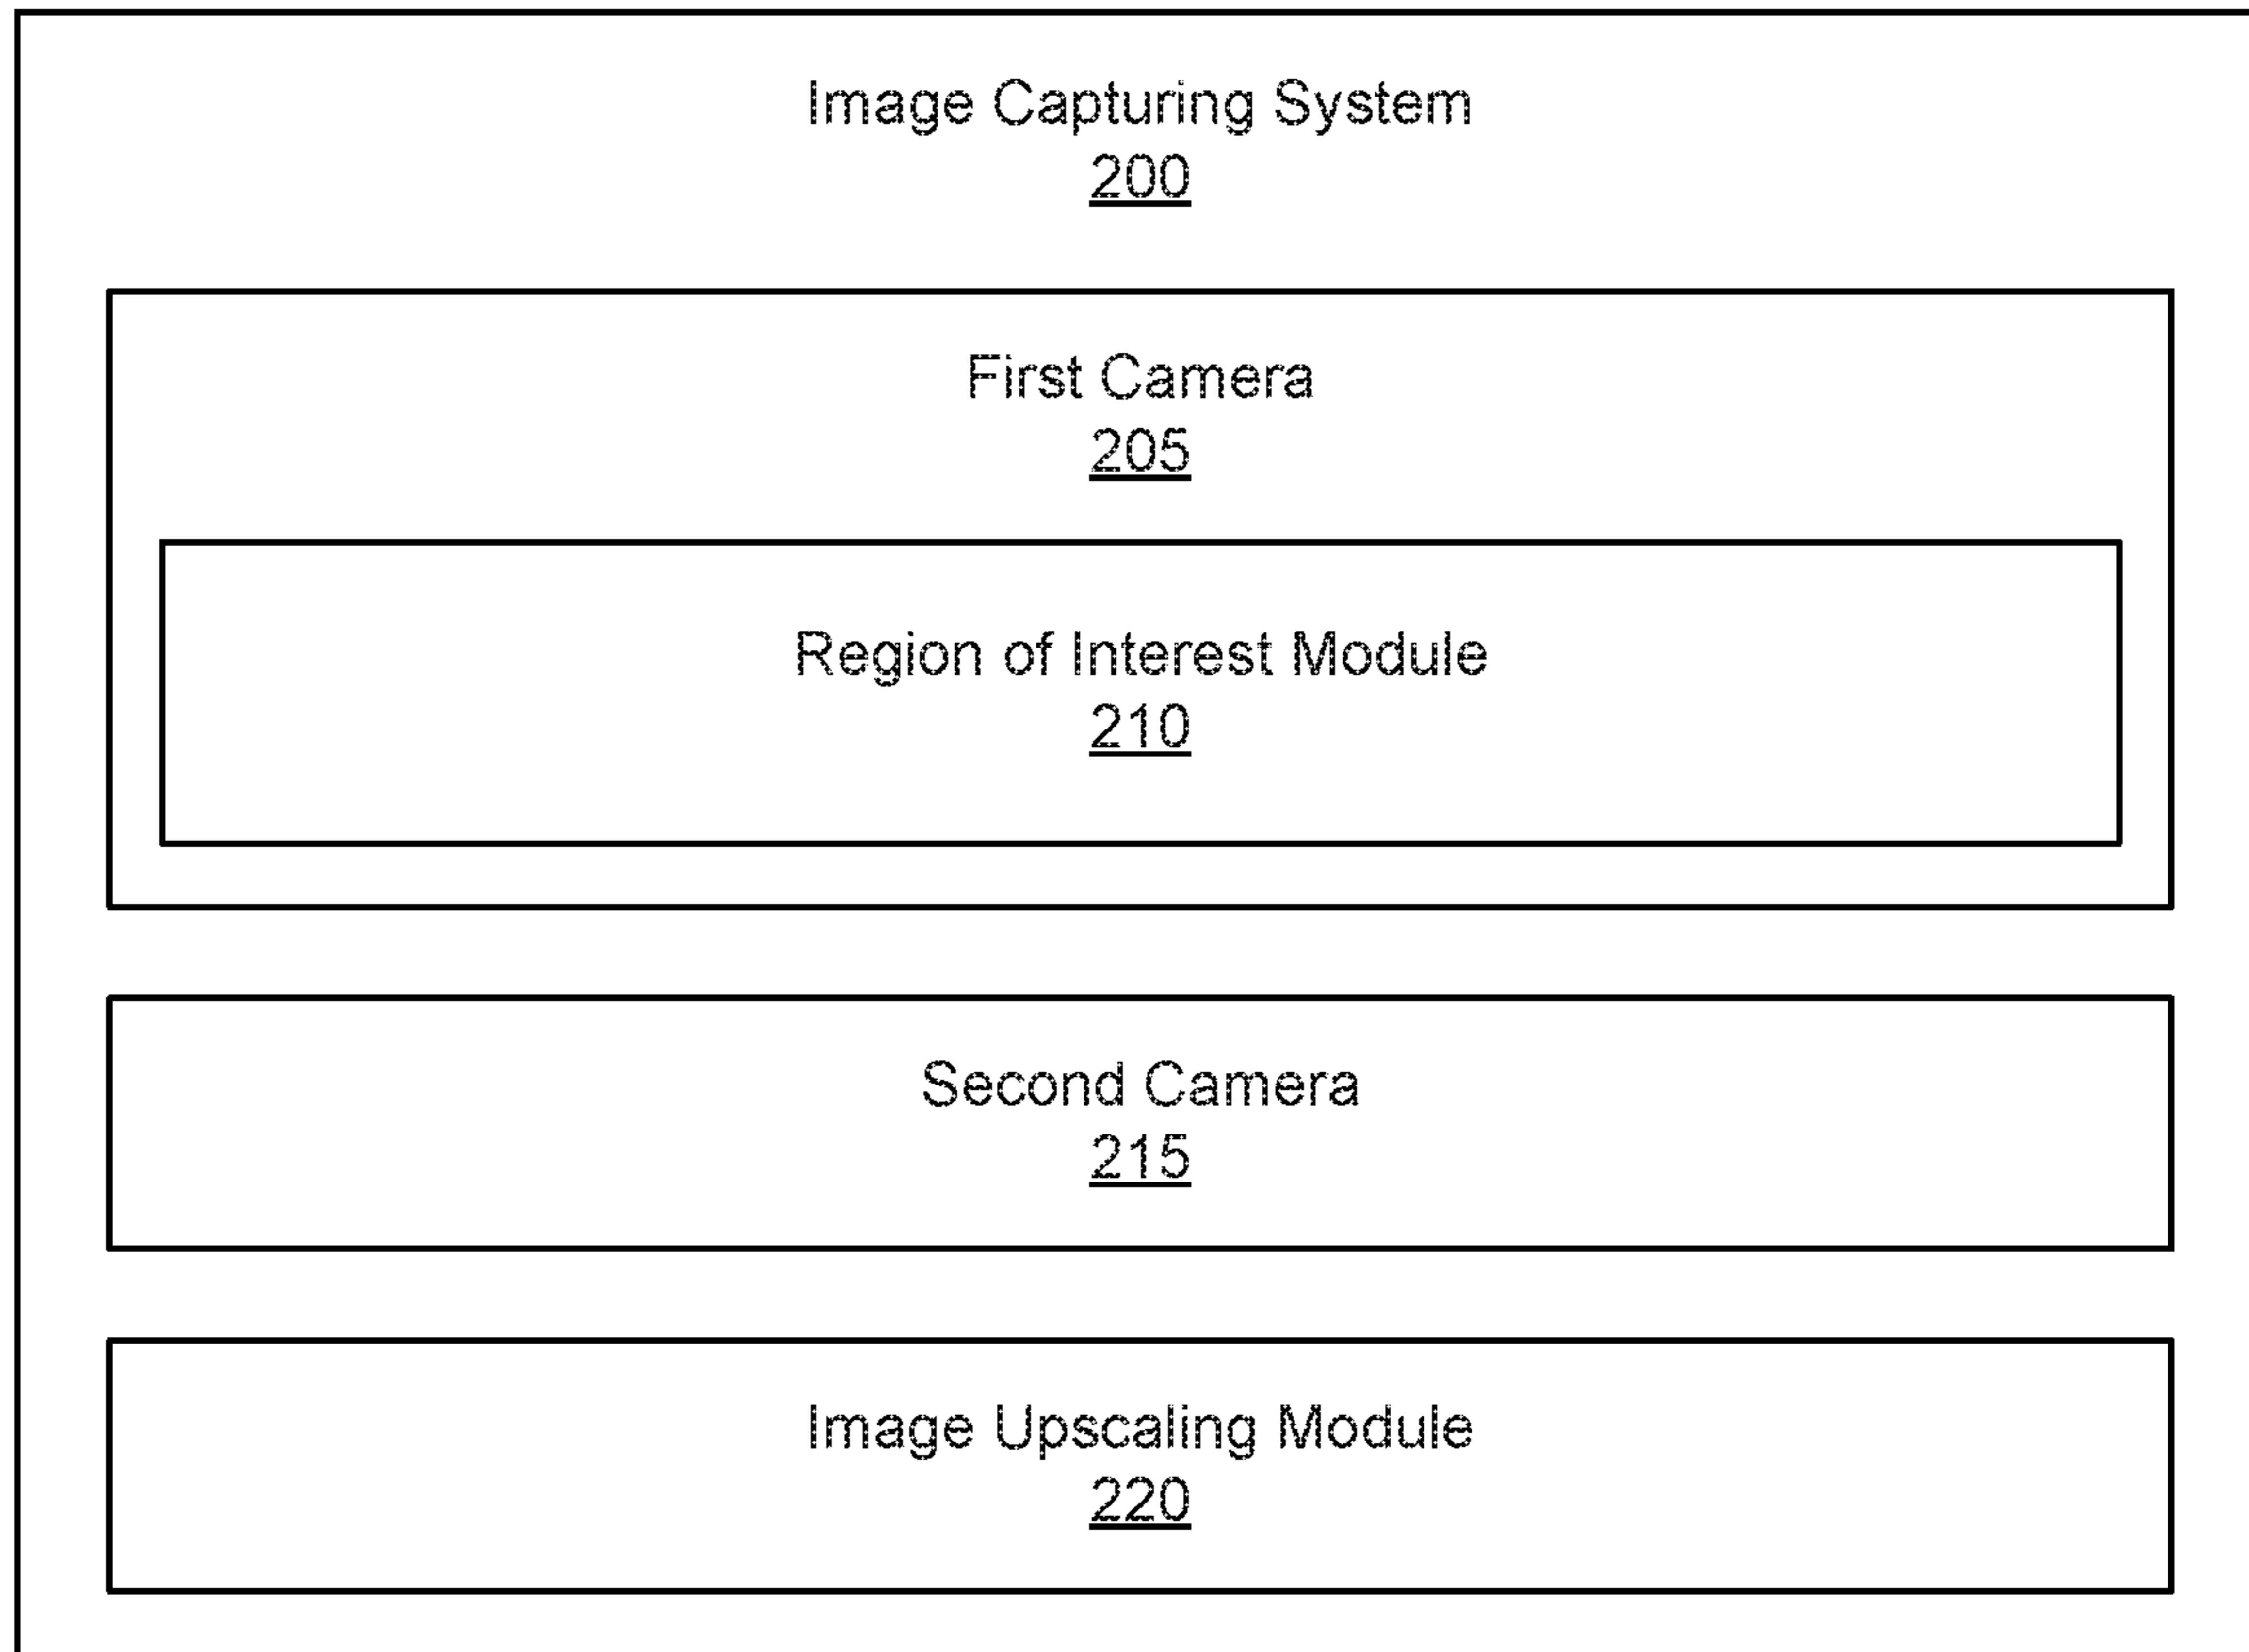 Image Capturing System
200
First Camera
205
Region of Interest Module
210
Second Camera
215
Image Upscaling Module
220